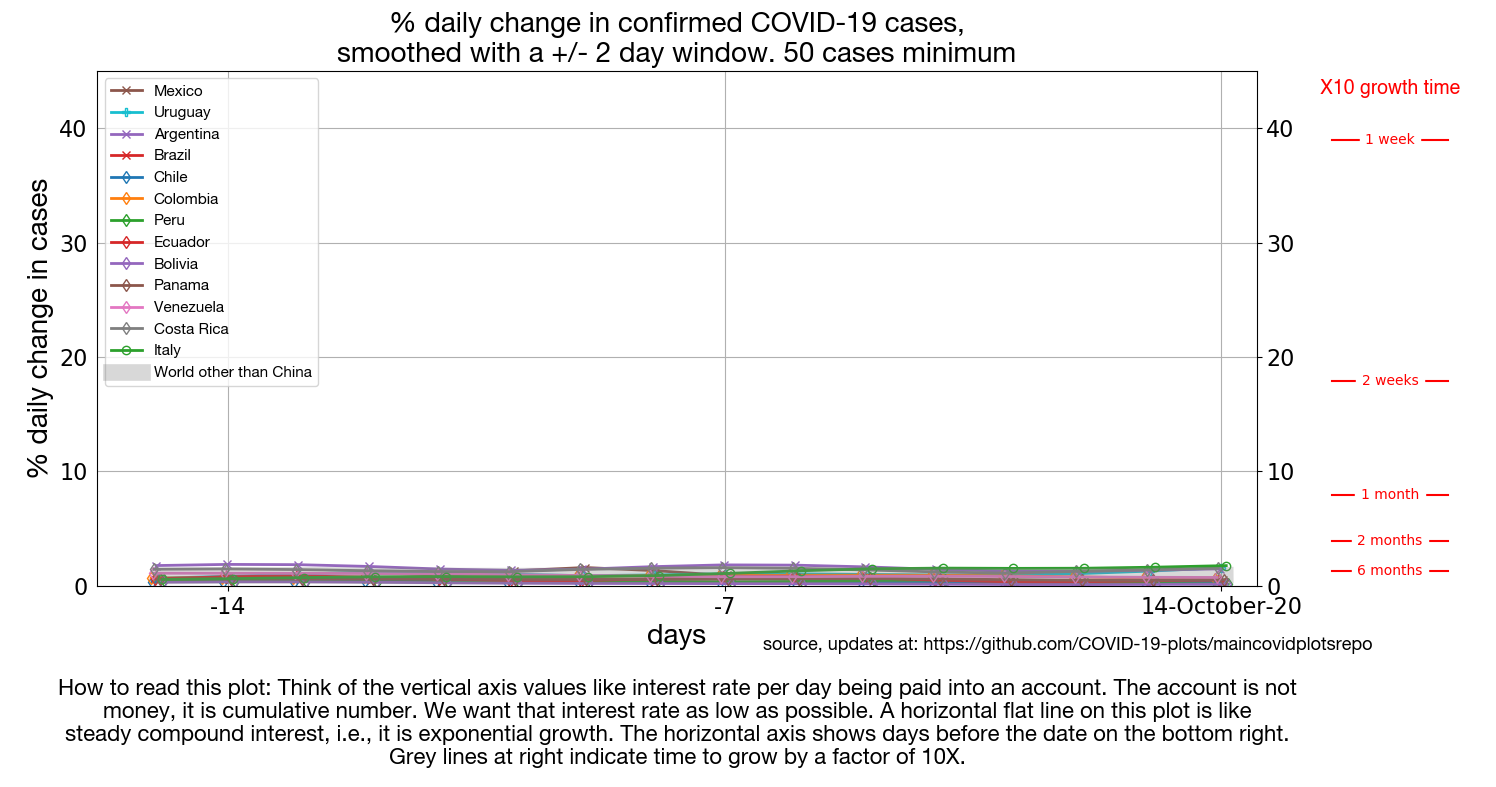 % daily change in confirmed COVID-19 cases,
smoothed with a +/- 2 day window. 50 cases minimum
Mexico
Uruguay
Argentina
Brazil
Chile
Colombia
Peru
Ecuador
Bolivia
Panama
Venezuela
Costa Rica
Italy
World other than China
% daily change in cases
40
30
20
10
0
40
30
20
10
0
X10 growth time
1 week
2 weeks
1 month
2 months
6 months
-14
-7
14-October-20
days
source, updates at: https://github.com/COVID-19-plots/maincovidplotsrepo
How to read this plot: Think of the vertical axis values like interest rate per day being paid into an account. The account is not
money, it is cumulative number. We want that interest rate as low as possible. A horizontal flat line on this plot is like
steady compound interest, i.e., it is exponential growth. The horizontal axis shows days before the date on the bottom right.
Grey lines at right indicate time to grow by a factor of 10X.